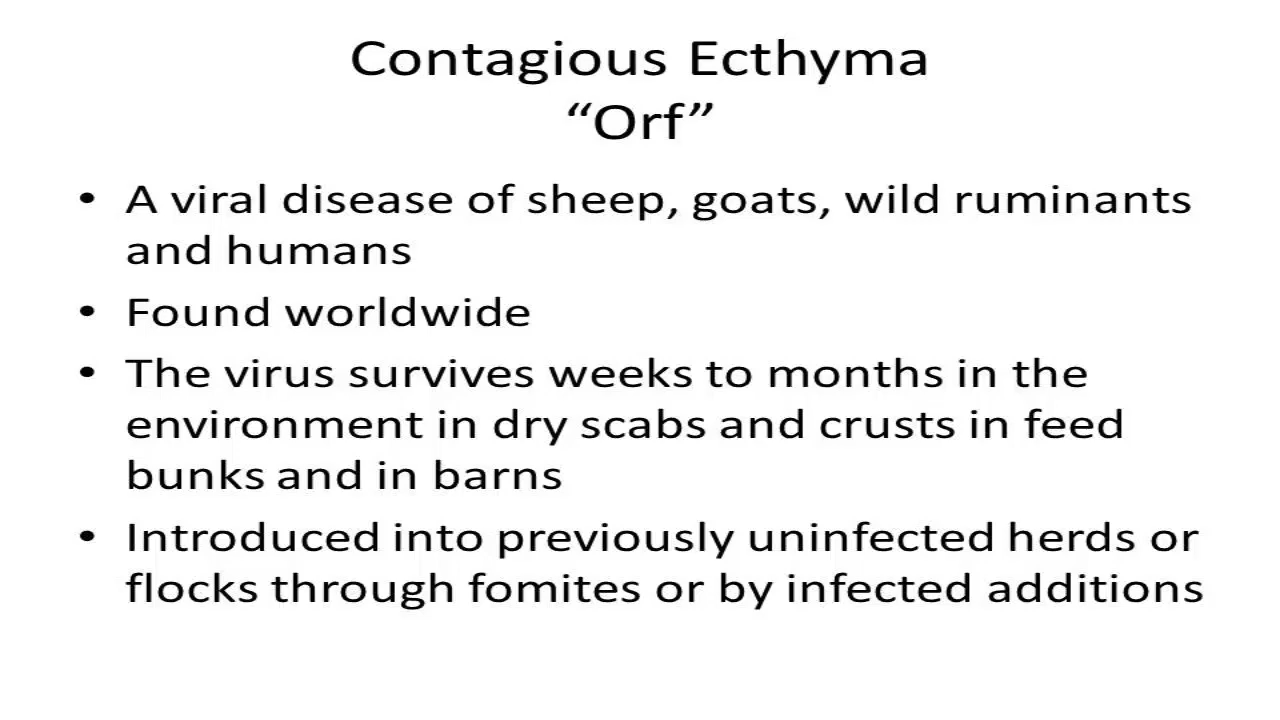 Contagious Ecthyma
“Orf”
• A viral disease of sheep, goats, wild ruminants
and humans
• Found worldwide
• The virus survives weeks to months in the
environment in dry scabs and crusts in feed
bunks and in barns
• Introduced into previously uninfected herds or
flocks through fomites or by infected additions